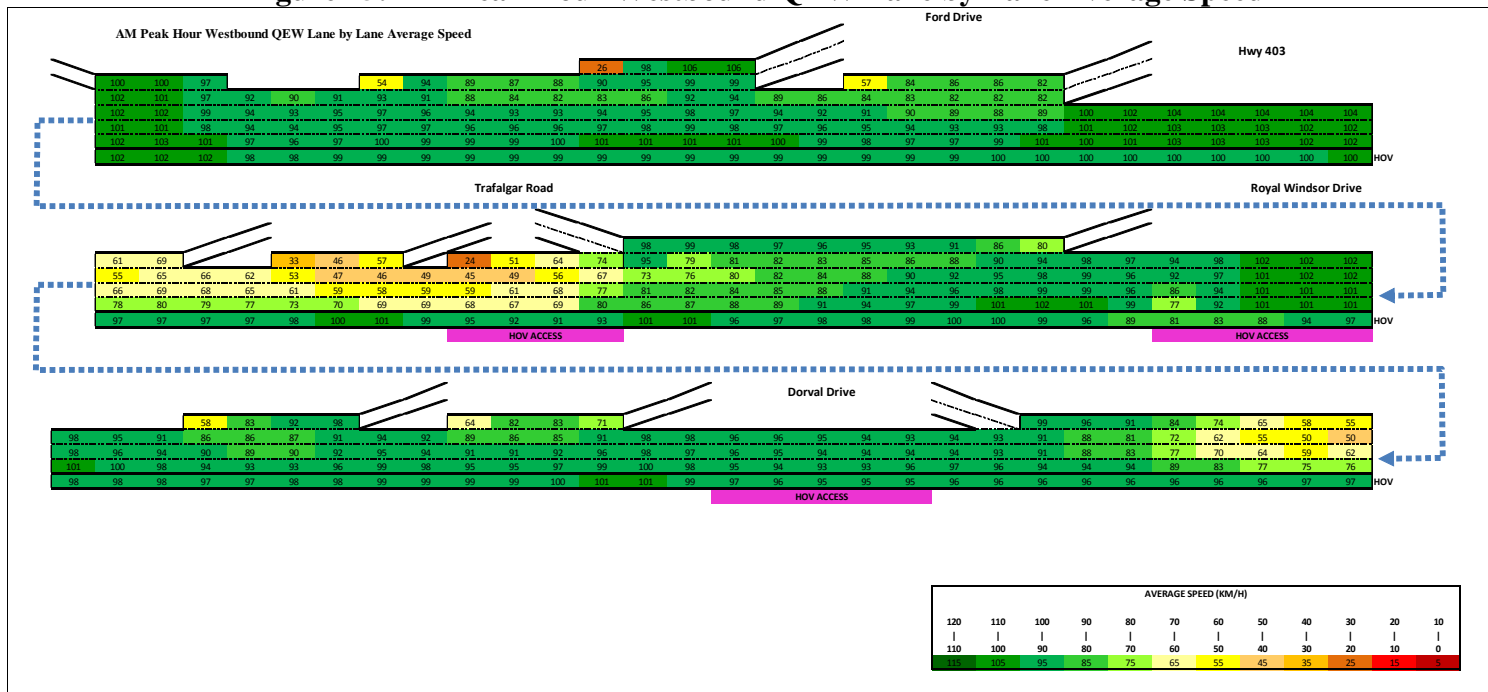 Ford Drive
AM Peak Hour Westbound QEW Lane by Lane Average Speed
Hwy 403
26 98 106 106
100 100 97 54 94 89 87 88 90 95 99 99 57 84 86 86 82
102 101 97 92 90 91 93 91 88 84 82 83 86 92 94 89 86 84 83 82 82 82
102 102 99 94 93 95 97 96 94 93 93 94 95 98 97 94 92 91 90 89 88 89 100 102 104 104 104 104 104
101 101 98 94 94 95 97 97 96 96 96 97 98 99 98 97 96 95 94 93 93 98 101 102 103 103 103 102 102
102 103 101 97 96 97 100 99 99 99 100 101 101 101 101 100 99 98 97 97 99 101 100 101 103 103 103 102 102
102 102 102 98 98 99 99 99 99 99 99 99 99 99 99 99 99 99 99 99 100 100 100 100 100 100 100 100 100 HOV
Trafalgar Road
Royal Windsor Drive
98 99 98 97 96 95 93 91 86 80
61 69 33 46 57 24 51 64 74 95 79 81 82 83 85 86 88 90 94 98 97 94 98 102 102 102
55 65 66 62 53 47 46 49 45 49 56 67 73 76 80 82 84 88 90 92 95 98 99 96 92 97 101 101 101
66 69 68 65 61 59 58 59 59 61 68 77 81 82 84 85 88 91 94 96 98 99 99 96 86 94 101 101 101
78 80 79 77 73 70 69 69 68 67 69 80 86 87 88 89 91 94 97 99 101 102 101 99 77 92 101 101 101
97 97 97 97 98 100 101 99 95 92 91 93 101 101 96 97 98 98 99 100 100 99 96 89 81 83 88 94 97 HOV
HOV ACCESS
HOV ACCESS
Dorval Drive
58 83 92 98 64 82 83 71 99 96 91 84 74 65 58 55
98 95 91 86 86 87 91 94 92 89 86 85 91 98 98 96 96 95 94 94 93 94 93 91 88 81 72 62 55 50 50
98 96 94 90 89 90 92 95 94 91 90 91 96 98 97 96 95 94 94 94 94 94 93 91 88 83 77 70 64 59 62
101 100 98 94 93 93 96 99 98 95 95 97 99 100 98 95 94 93 93 96 97 96 94 94 94 89 83 77 75 76
98 98 98 97 97 98 98 99 99 99 99 100 101 101 99 97 96 95 95 95 95 96 96 96 96 96 96 96 97 97 HOV
HOV ACCESS
AVERAGE SPEED (KM/H)
120 110 100 90 80 70 60 50 40 30 20 10
| | | | | | | | | | | |
110 100 90 80 70 60 50 40 30 20 10 0
115 105 95 85 75 65 55 45 35 25 15 5